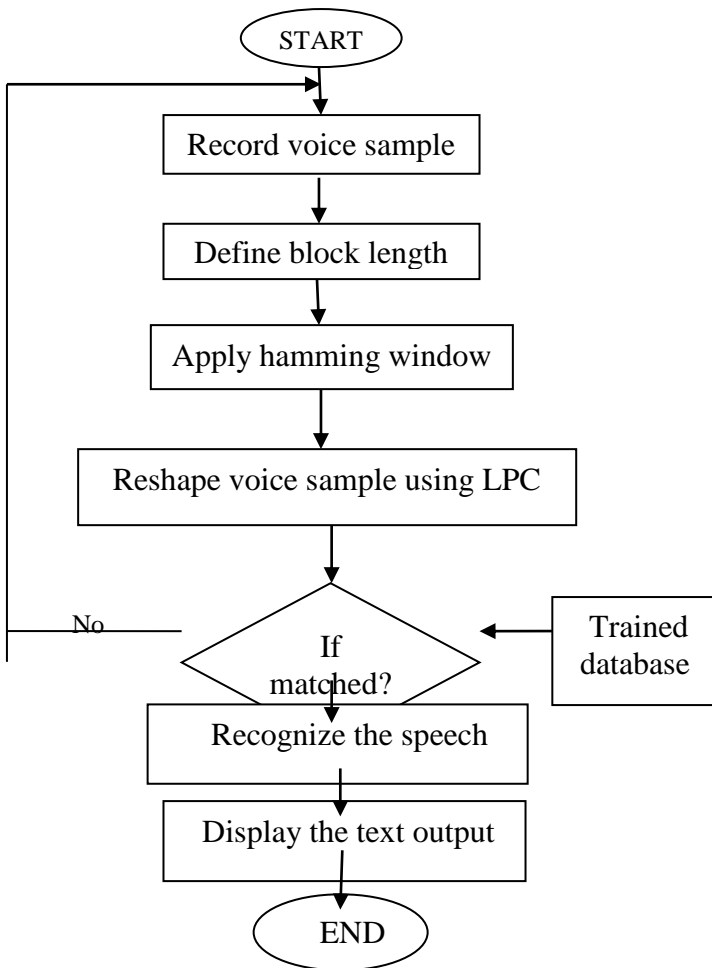 START
Record voice sample
Define block length
Apply hamming window
Reshape voice sample using LPC
No
If
matched?
Trained
database
Recognize the speech
Display the text output
END